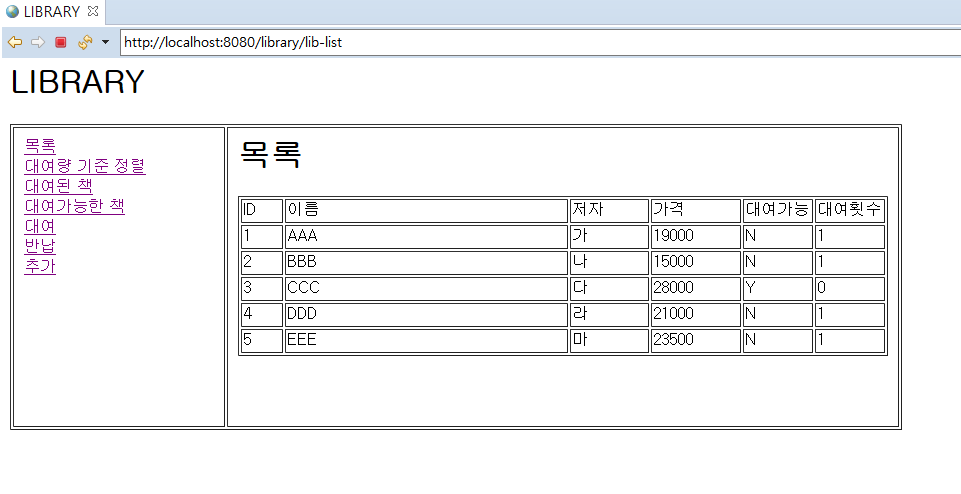 LIBRARY
http://localhost:8080/library/lib-list
LIBRARY
목록
대여량 기준 정렬
대여된 책
대여가능한 책
대여
반납
추가
목록
ID 이름 저자 가격 대여가능 대여횟수
1 AAA 가 19000 N 1
2 BBB 나 15000 N 1
3 CCC 다 28000 Y 0
4 DDD 라 21000 N 1
5 EEE 마 23500 N 1